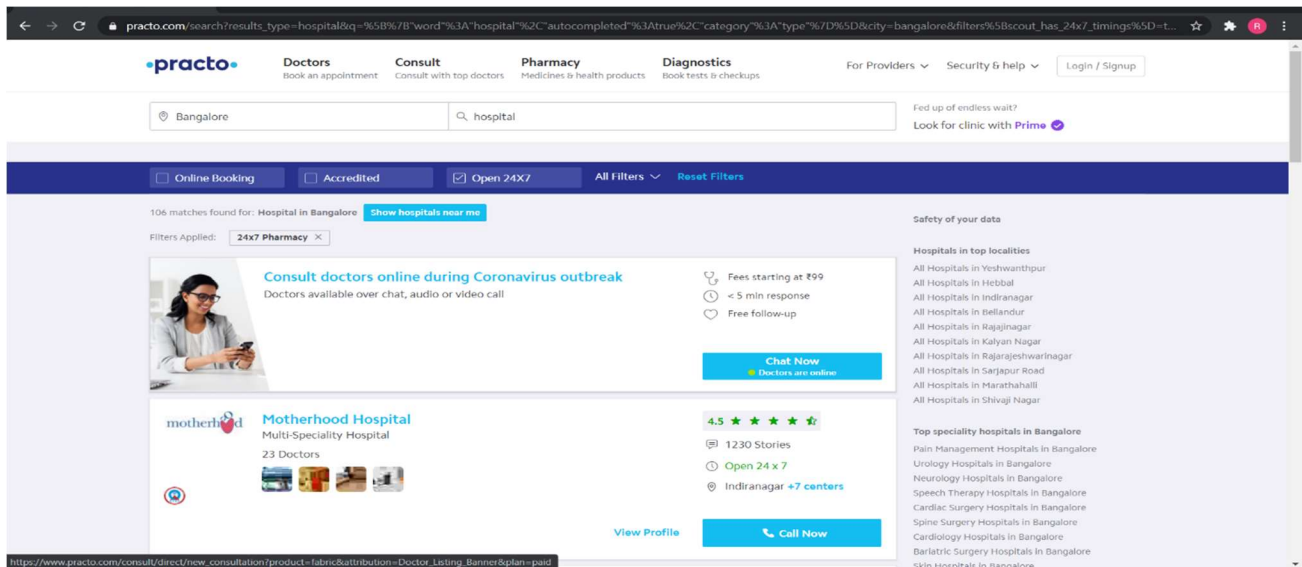 practo.com/search?results_type=hospital&q=%5B%7B"word"%3A"hospital"%2C"autocompleted"%3Atrue%2C"category"%3A"type"%7D%5D&city=bangalore&filters%5Bscout_has_24x7_timings%5D=t...
R
•practo•
Doctors
Book an appointment
Consult
Consult with top doctors
Pharmacy
Medicines & health products
Diagnostics
Book tests & checkups
For Providers
Security & help
Login / Signup
Bangalore
hospital
Fed up of endless wait?
Look for clinic with Prime
Online Booking
Accredited
Open 24X7
All Filters
Reset Filters
106 matches found for: Hospital in Bangalore
Show hospitals near me
Filters Applied:
24x7 Pharmacy ×
Consult doctors online during Coronavirus outbreak
Doctors available over chat, audio or video call
Fees starting at ₹99
< 5 min response
Free follow-up
Chat Now
Doctors are online
motherhood
Motherhood Hospital
Multi-Speciality Hospital
23 Doctors
4.5
1230 Stories
Open 24 x 7
Indiranagar +7 centers
View Profile
Call Now
Safety of your data
Hospitals in top localities
All Hospitals in Yeshwanthpur
All Hospitals in Hebbal
All Hospitals in Indiranagar
All Hospitals in Bellandur
All Hospitals in Rajajinagar
All Hospitals in Kalyan Nagar
All Hospitals in Rajarajeshwarinagar
All Hospitals in Sarjapur Road
All Hospitals in Marathahalli
All Hospitals in Shivaji Nagar
Top speciality hospitals in Bangalore
Pain Management Hospitals in Bangalore
Urology Hospitals in Bangalore
Neurology Hospitals in Bangalore
Speech Therapy Hospitals in Bangalore
Cardiac Surgery Hospitals in Bangalore
Spine Surgery Hospitals in Bangalore
Cardiology Hospitals in Bangalore
Bariatric Surgery Hospitals in Bangalore
Skin Hospitals in Bangalore
https://www.practo.com/consult/direct/new_consultation?product=fabric&attribution=Doctor_Listing_Banner&plan=paid